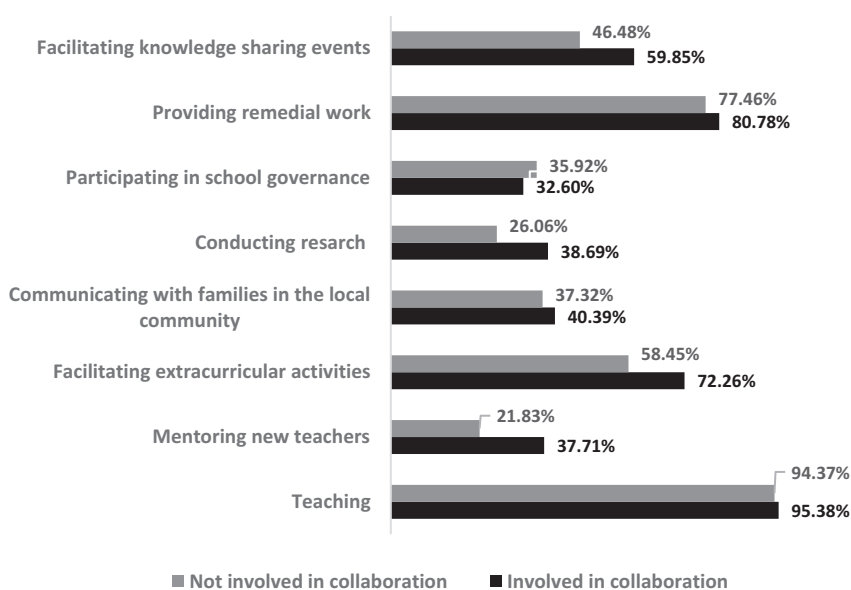 Facilitating knowledge sharing events
46.48%
59.85%
Providing remedial work
77.46%
80.78%
Participating in school governance
35.92%
32.60%
Conducting resarch
26.06%
38.69%
Communicating with families in the local
community
37.32%
40.39%
Facilitating extracurricular activities
58.45%
72.26%
Mentoring new teachers
21.83%
37.71%
Teaching
94.37%
95.38%
Not involved in collaboration
Involved in collaboration